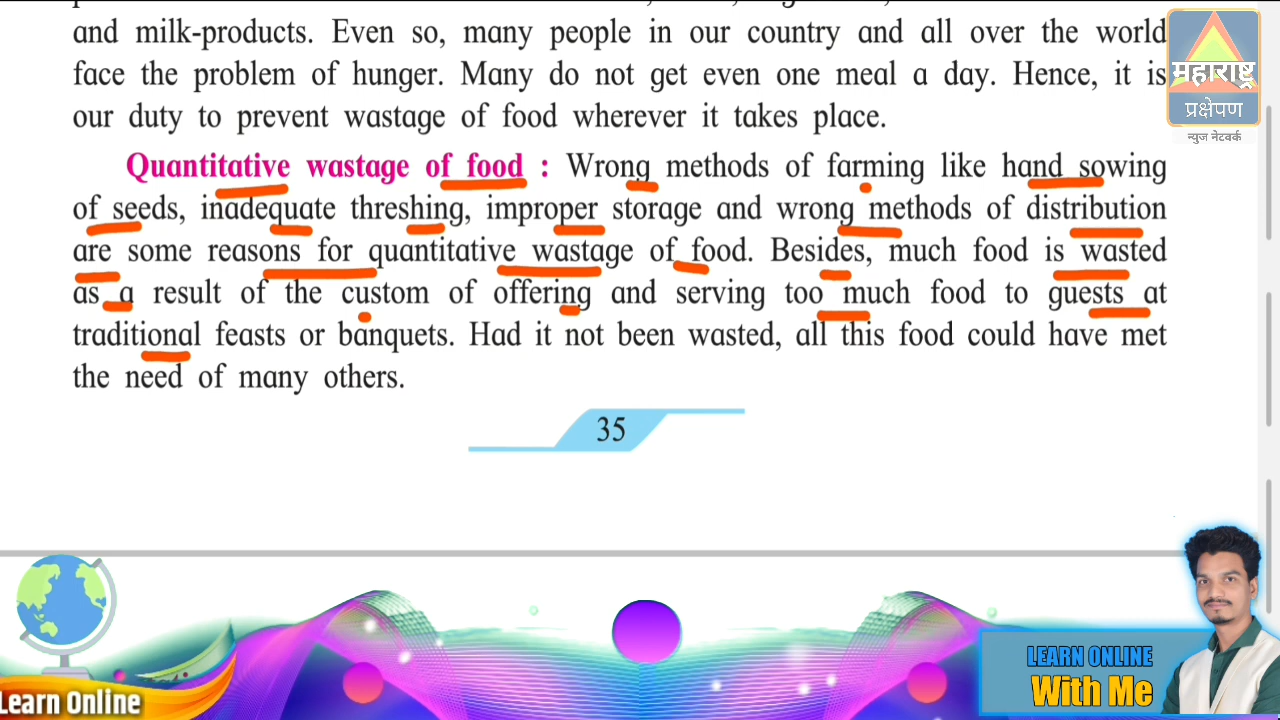 and milk-products. Even so, many people in our country and all over the world
face the problem of hunger. Many do not get even one meal a day. Hence, it is
our duty to prevent wastage of food wherever it takes place.
Quantitative wastage of food : Wrong methods of farming like hand sowing
of seeds, inadequate threshing, improper storage and wrong methods of distribution
are some reasons for quantitative wastage of food. Besides, much food is wasted
as a result of the custom of offering and serving too much food to guests at
traditional feasts or banquets. Had it not been wasted, all this food could have met
the need of many others.
35
महाराष्ट्र
प्रक्षेपण
न्युज नेटवर्क
Learn Online
LEARN ONLINE
With Me